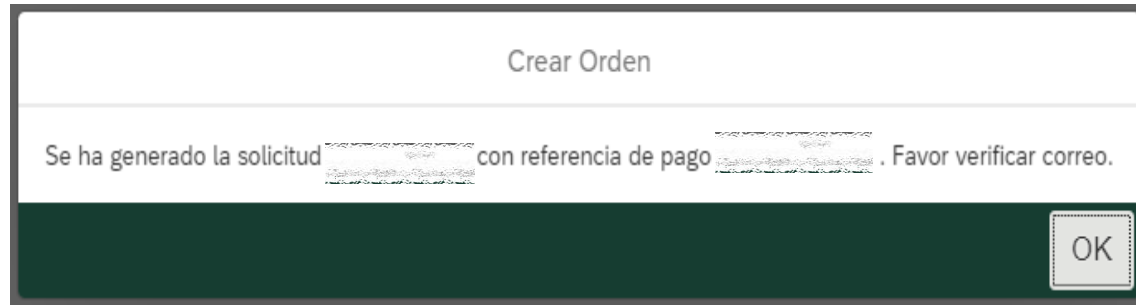 Crear Orden
Se ha generado la solicitud con referencia de pago . Favor verificar correo.
OK